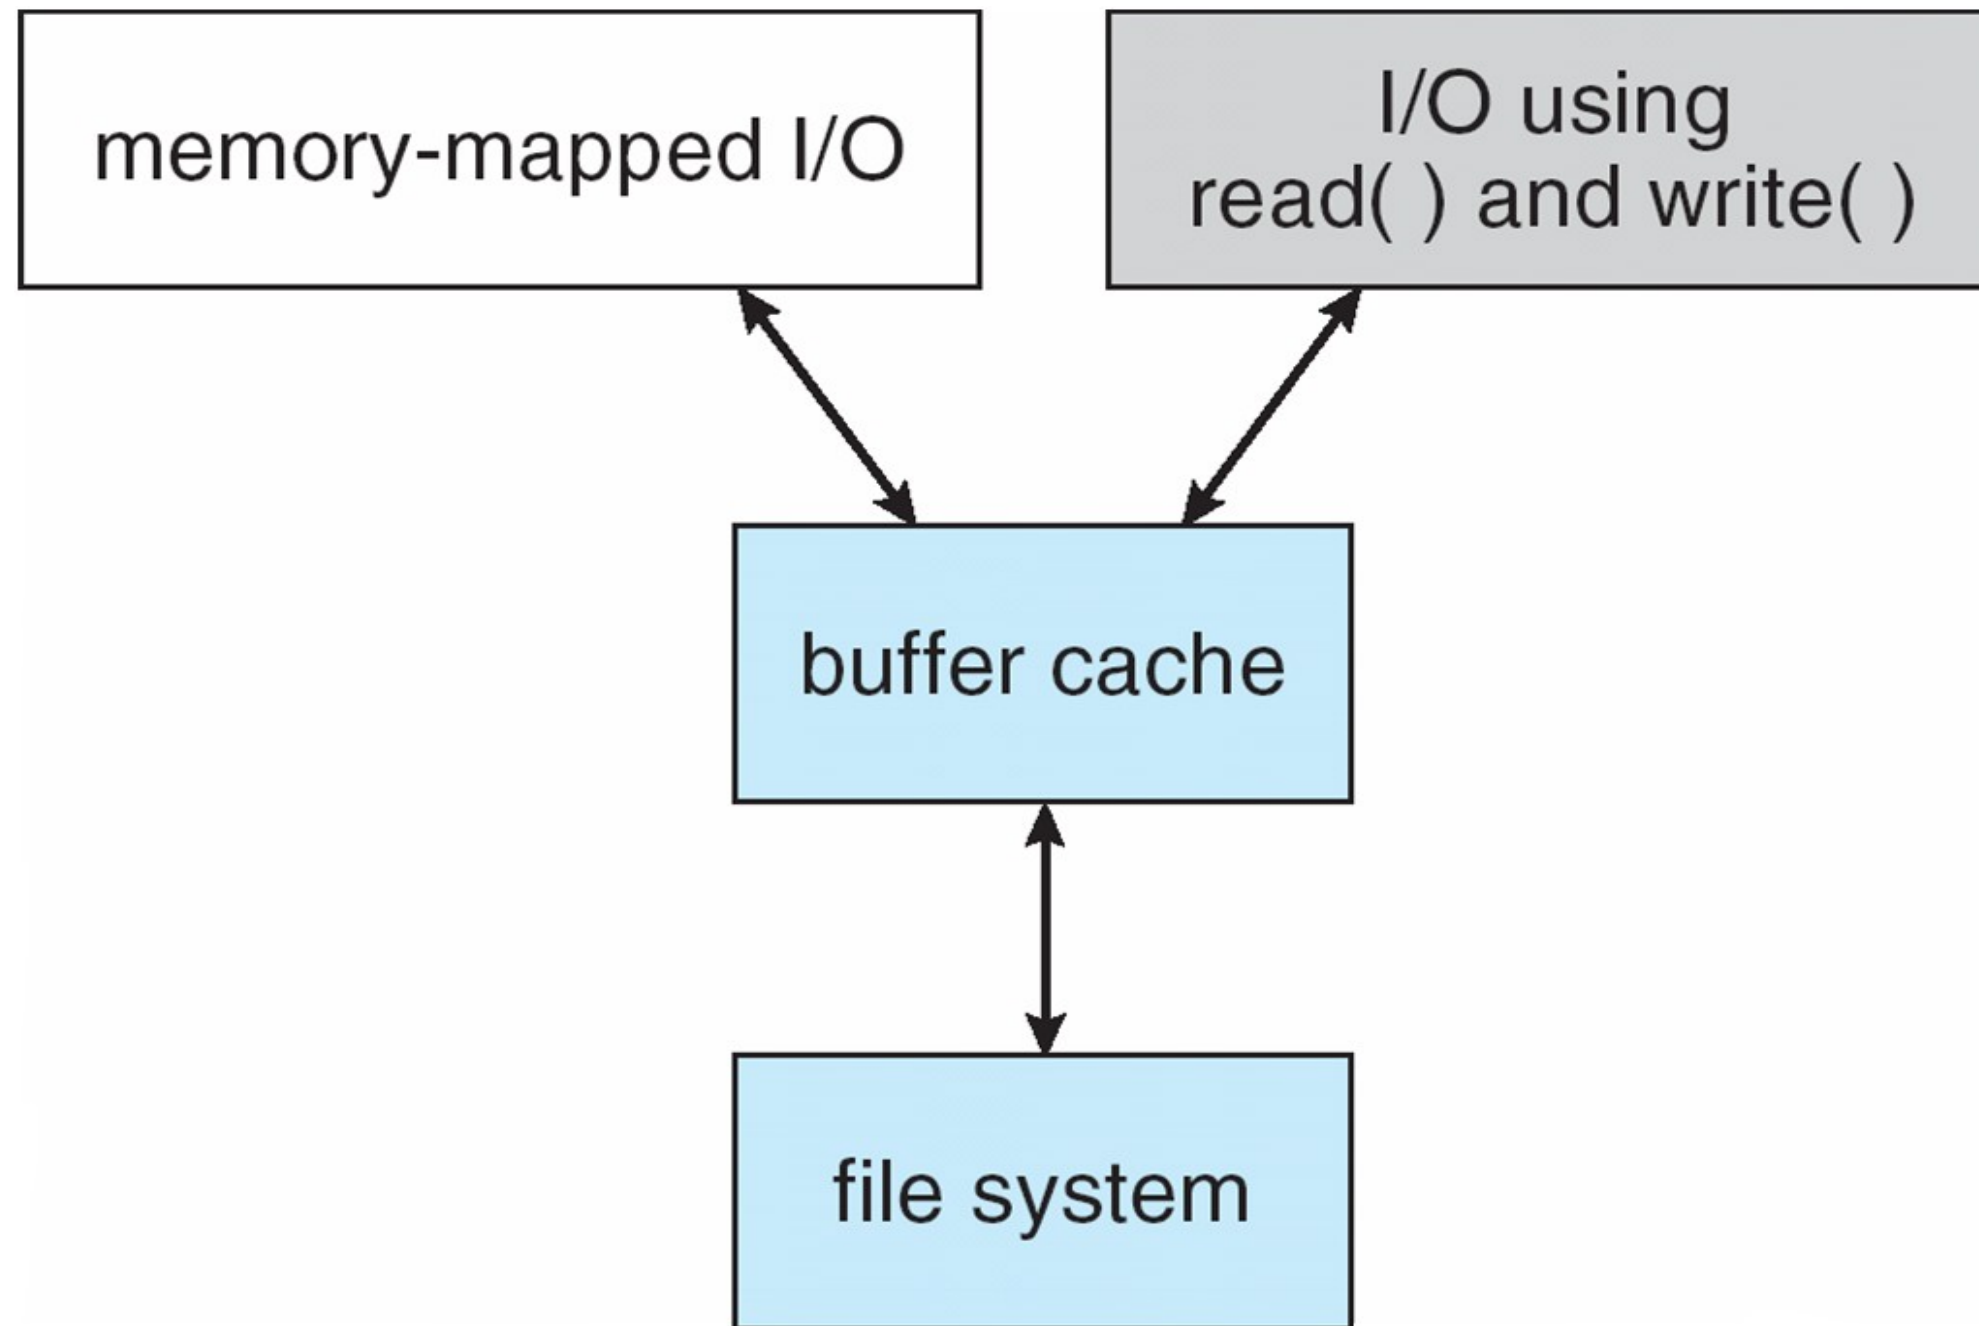 memory-mapped I/O
I/O using
read( ) and write( )
buffer cache
file system